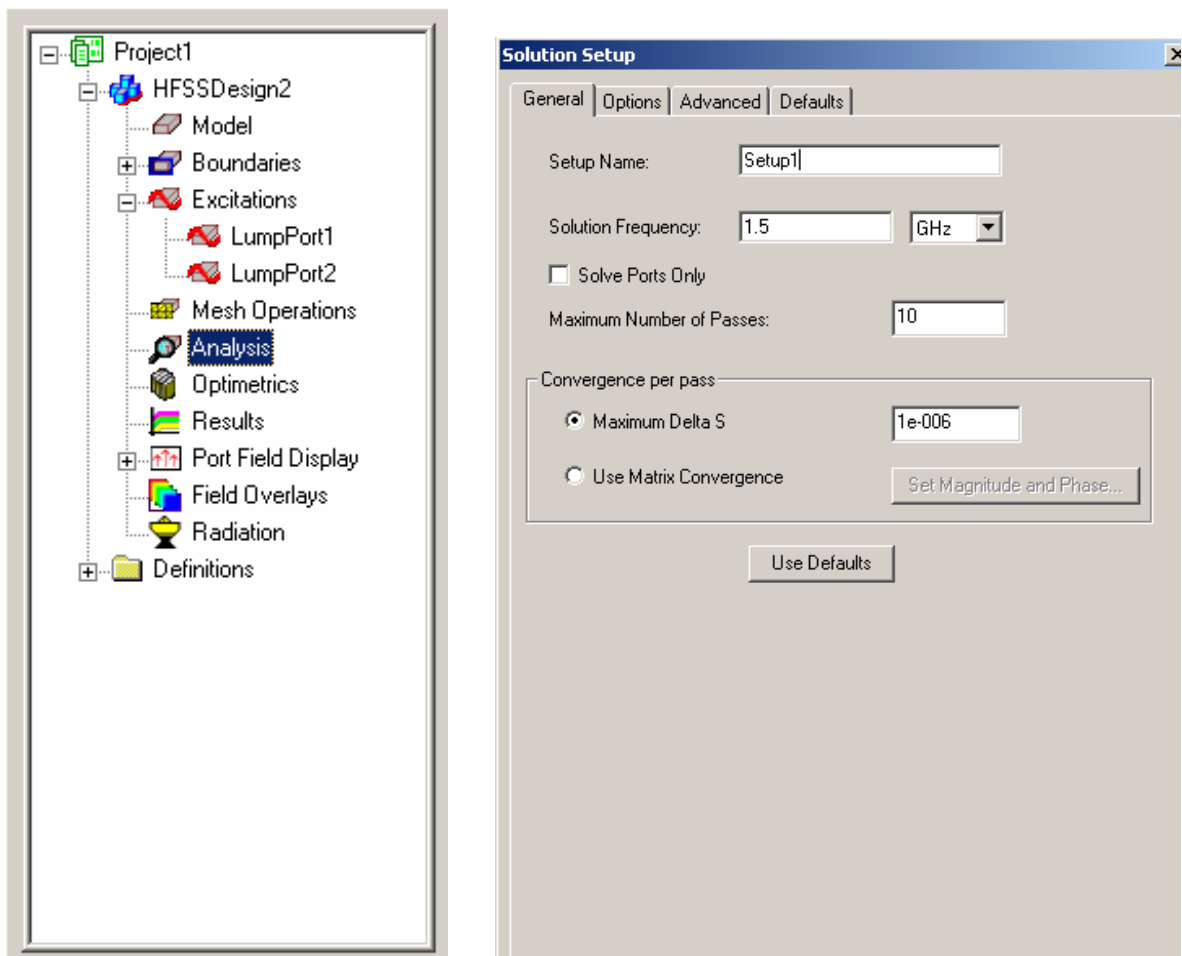 Project1
HFSSDesign2
Model
Boundaries
Excitations
LumpPort1
LumpPort2
Mesh Operations
Analysis
Optimetrics
Results
Port Field Display
Field Overlays
Radiation
Definitions
Solution Setup
General Options Advanced Defaults
Setup Name: Setup1
Solution Frequency: 1.5 GHz
Solve Ports Only
Maximum Number of Passes: 10
Convergence per pass
Maximum Delta S 1e-006
Use Matrix Convergence Set Magnitude and Phase...
Use Defaults